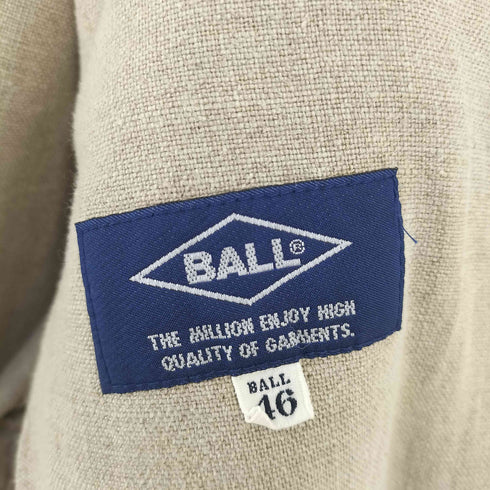 BALL®
THE MILLION ENJOY HIGH
QUALITY OF GARMENTS.
BALL
46